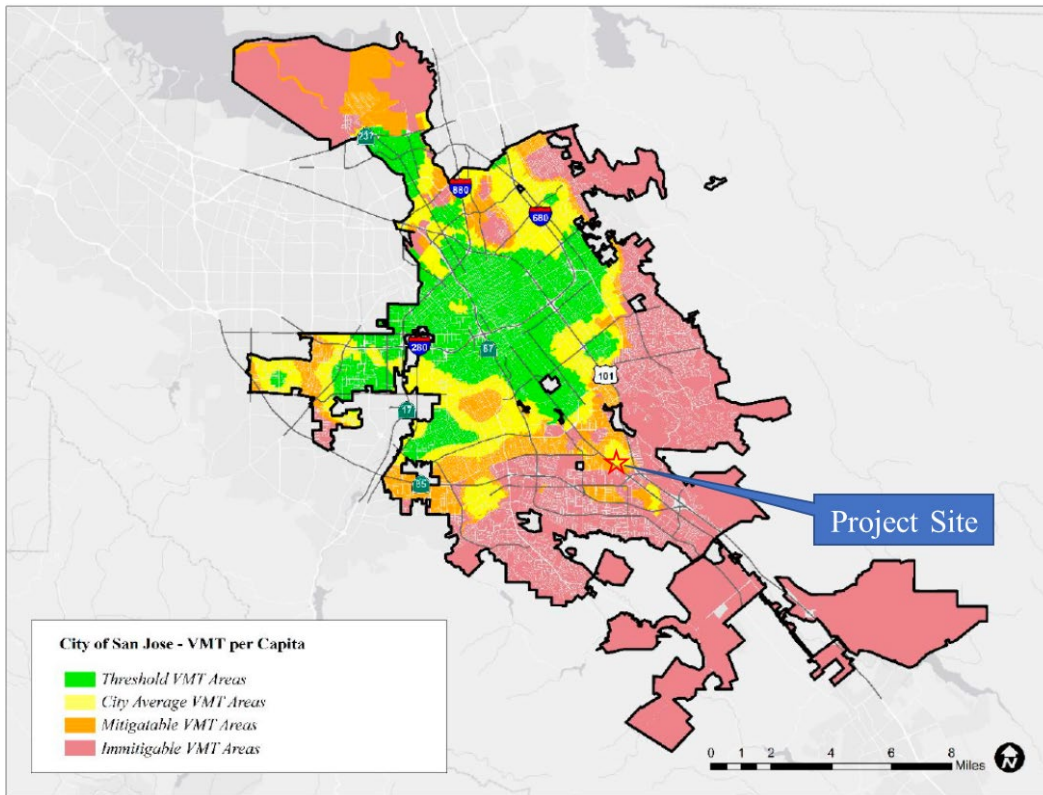 237
880
680
280
87
101
17
85
Project Site
City of San Jose - VMT per Capita
Threshold VMT Areas
City Average VMT Areas
Mitigatable VMT Areas
Immitigable VMT Areas
0 1 2 4 6 8
Miles
N